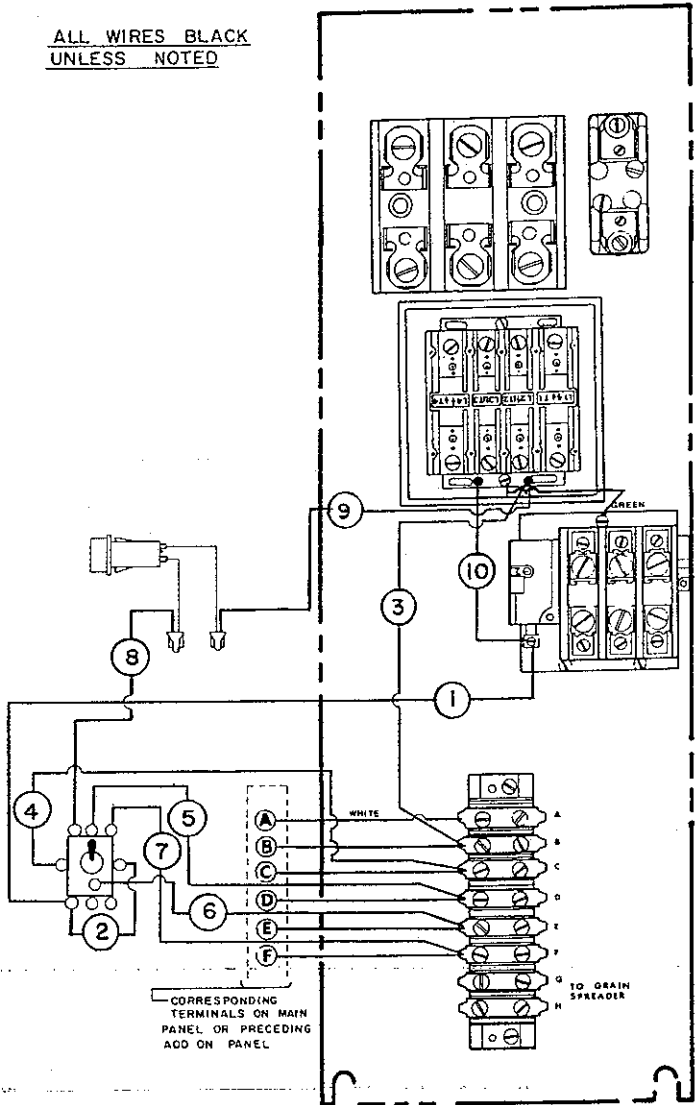 ALL WIRES BLACK
UNLESS NOTED
GREEN
9
10
3
8
1
4
5
7
6
2
A
B
C
D
E
F
WHITE
A
B
C
D
E
F
G
H
TO GRAIN
SPREADER
CORRESPONDING
TERMINALS ON MAIN
PANEL OR PRECEDING
ADD ON PANEL